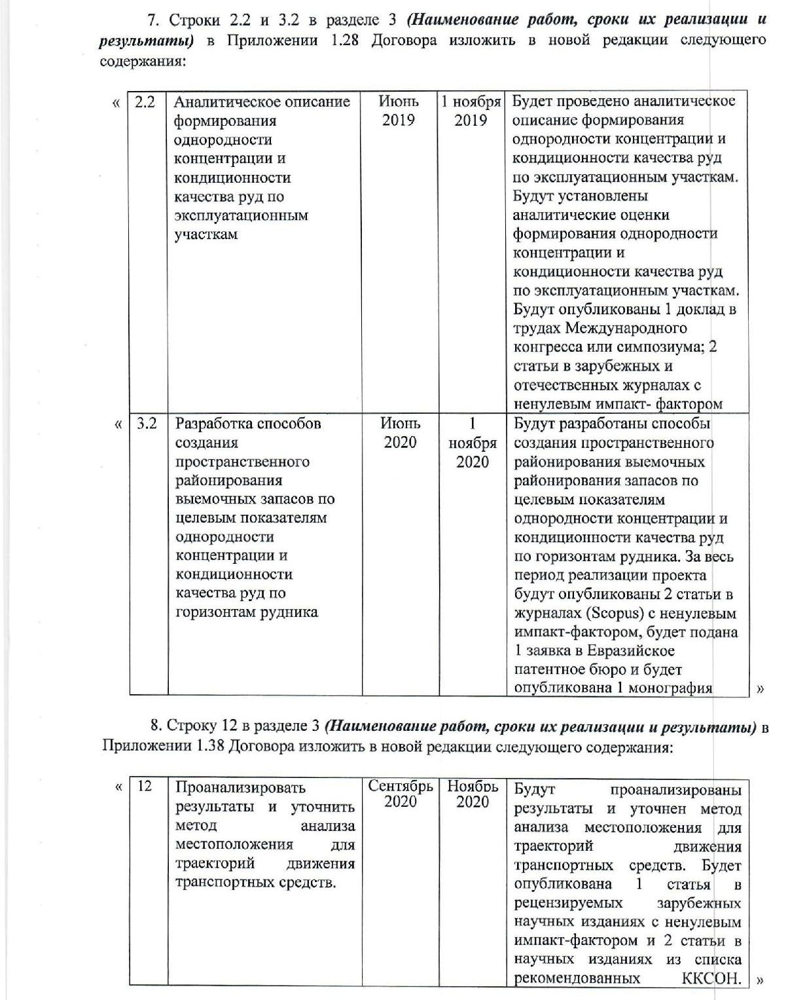 7. Строки 2.2 и 3.2 в разделе 3 (Наименование работ, сроки их реализации и
результаты) в Приложении 1.28 Договора изложить в новой редакции следующего
содержания:
«
2.2
Аналитическое описание
формирования
однородности
концентрации и
кондиционности
качества руд по
эксплуатационным
участкам
Июнь
2019
1 ноября
2019
Будет проведено аналитическое
описание формирования
однородности концентрации и
кондиционности качества руд
по эксплуатационным участкам.
Будут установлены
аналитические оценки
формирования однородности
концентрации и
кондиционности качества руд
по эксплуатационным участкам.
Будут опубликованы 1 доклад в
трудах Международного
конгресса или симпозиума; 2
статьи в зарубежных и
отечественных журналах с
ненулевым импакт- фактором
«
3.2
Разработка способов
создания
пространственного
районирования
выемочных запасов по
целевым показателям
однородности
концентрации и
кондиционности
качества руд по
горизонтам рудника
Июнь
2020
1
ноября
2020
Будут разработаны способы
создания пространственного
районирования выемочных
районирования запасов по
целевым показателям
однородности концентрации и
кондиционности качества руд
по горизонтам рудника. За весь
период реализации проекта
будут опубликованы 2 статьи в
журналах (Scopus) с ненулевым
импакт-фактором, будет подана
1 заявка в Евразийское
патентное бюро и будет
опубликована 1 монография
»
8. Строку 12 в разделе 3 (Наименование работ, сроки их реализации и результаты) в
Приложении 1.38 Договора изложить в новой редакции следующего содержания:
«
12
Проанализировать
результаты и уточнить
метод анализа
местоположения для
траекторий движения
транспортных средств.
Сентябрь
2020
Ноябрь
2020
Будут проанализированы
результаты и уточнен метод
анализа местоположения для
траекторий движения
транспортных средств. Будет
опубликована 1 статья в
рецензируемых зарубежных
научных изданиях с ненулевым
импакт-фактором и 2 статьи в
научных изданиях из списка
рекомендованных ККСОН.
»